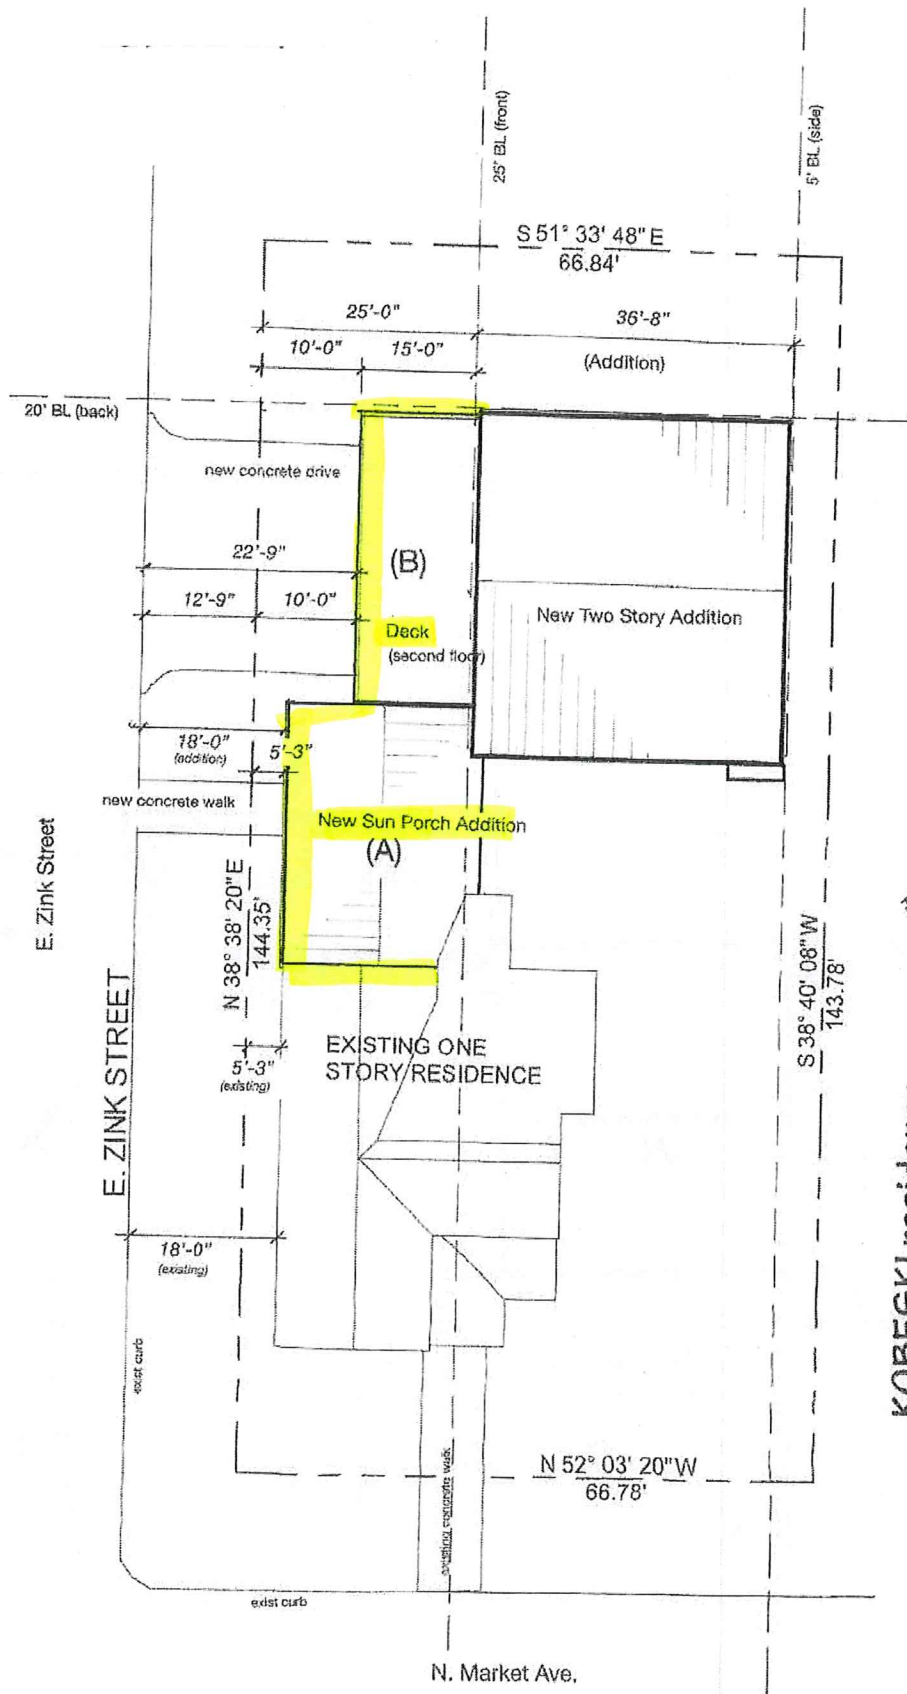 25' BL (front)
5' BL (side)
S 51° 33' 48" E
66.84'
25'-0"
36'-8"
10'-0"
15'-0"
(Addition)
20' BL (back)
new concrete drive
22'-9"
(B)
12'-9"
10'-0"
New Two Story Addition
Deck
(second floor)
18'-0"
(addition)
5'-3"
new concrete walk
New Sun Porch Addition
(A)
E. Zink Street
N 38° 38' 20" E
144.35'
S 38° 40' 08" W
143.78'
EXISTING ONE
STORY RESIDENCE
5'-3"
(existing)
E. ZINK STREET
18'-0"
(existing)
exist curb
N 52° 03' 20" W
66.78'
existing concrete walk
exist curb
N. Market Ave.